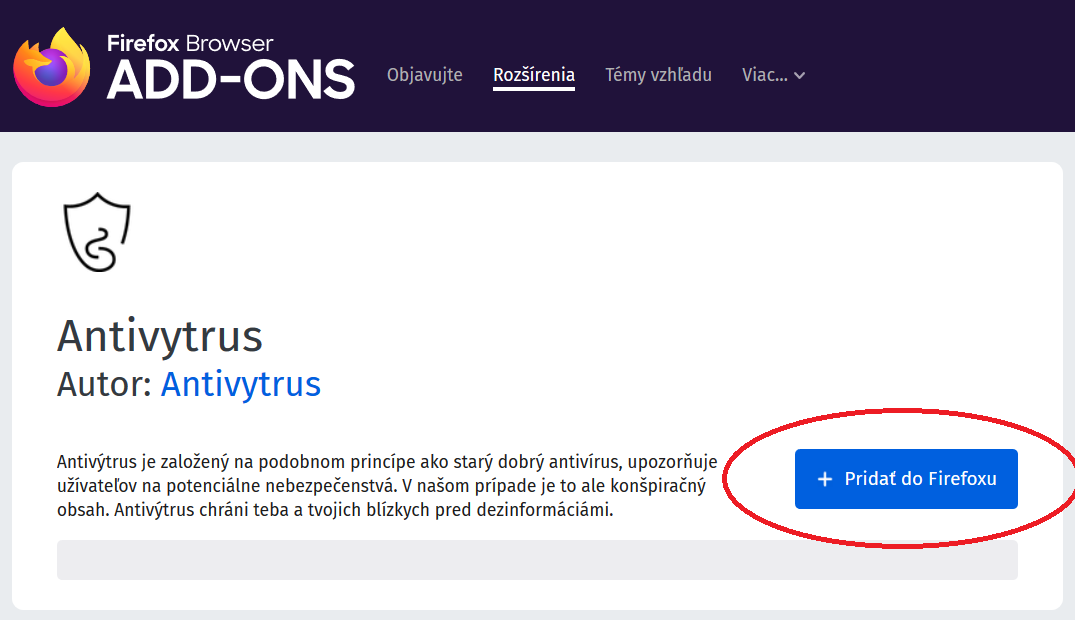 Firefox Browser
ADD-ONS
Objavujte Rozšírenia Témy vzhľadu Viac...
Antivytrus
Autor: Antivytrus
Antivýtrus je založený na podobnom princípe ako starý dobrý antivírus, upozorňuje
užívateľov na potenciálne nebezpečenstvá. V našom prípade je to ale konšpiračný
obsah. Antivýtrus chráni teba a tvojich blízkych pred dezinformáciámi.
+ Pridať do Firefoxu